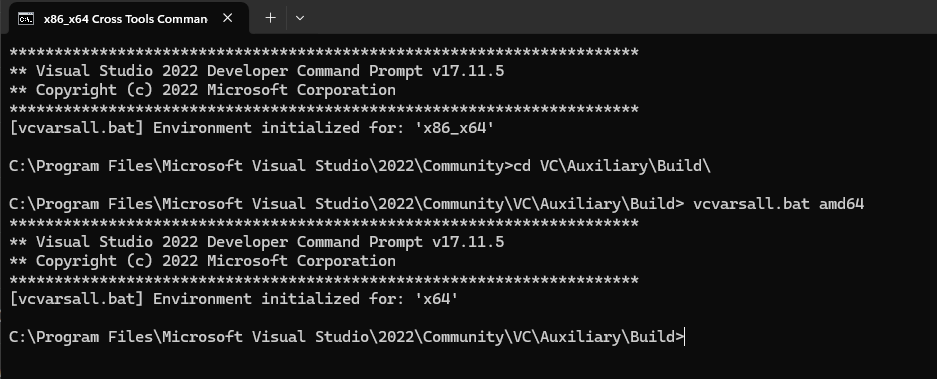 x86_x64 Cross Tools Comman
**********************************************************************
** Visual Studio 2022 Developer Command Prompt v17.11.5
** Copyright (c) 2022 Microsoft Corporation
**********************************************************************
[vcvarsall.bat] Environment initialized for: 'x86_x64'
C:\Program Files\Microsoft Visual Studio\2022\Community>cd VC\Auxiliary\Build\
C:\Program Files\Microsoft Visual Studio\2022\Community\VC\Auxiliary\Build> vcvarsall.bat amd64
**********************************************************************
** Visual Studio 2022 Developer Command Prompt v17.11.5
** Copyright (c) 2022 Microsoft Corporation
**********************************************************************
[vcvarsall.bat] Environment initialized for: 'x64'
C:\Program Files\Microsoft Visual Studio\2022\Community\VC\Auxiliary\Build>